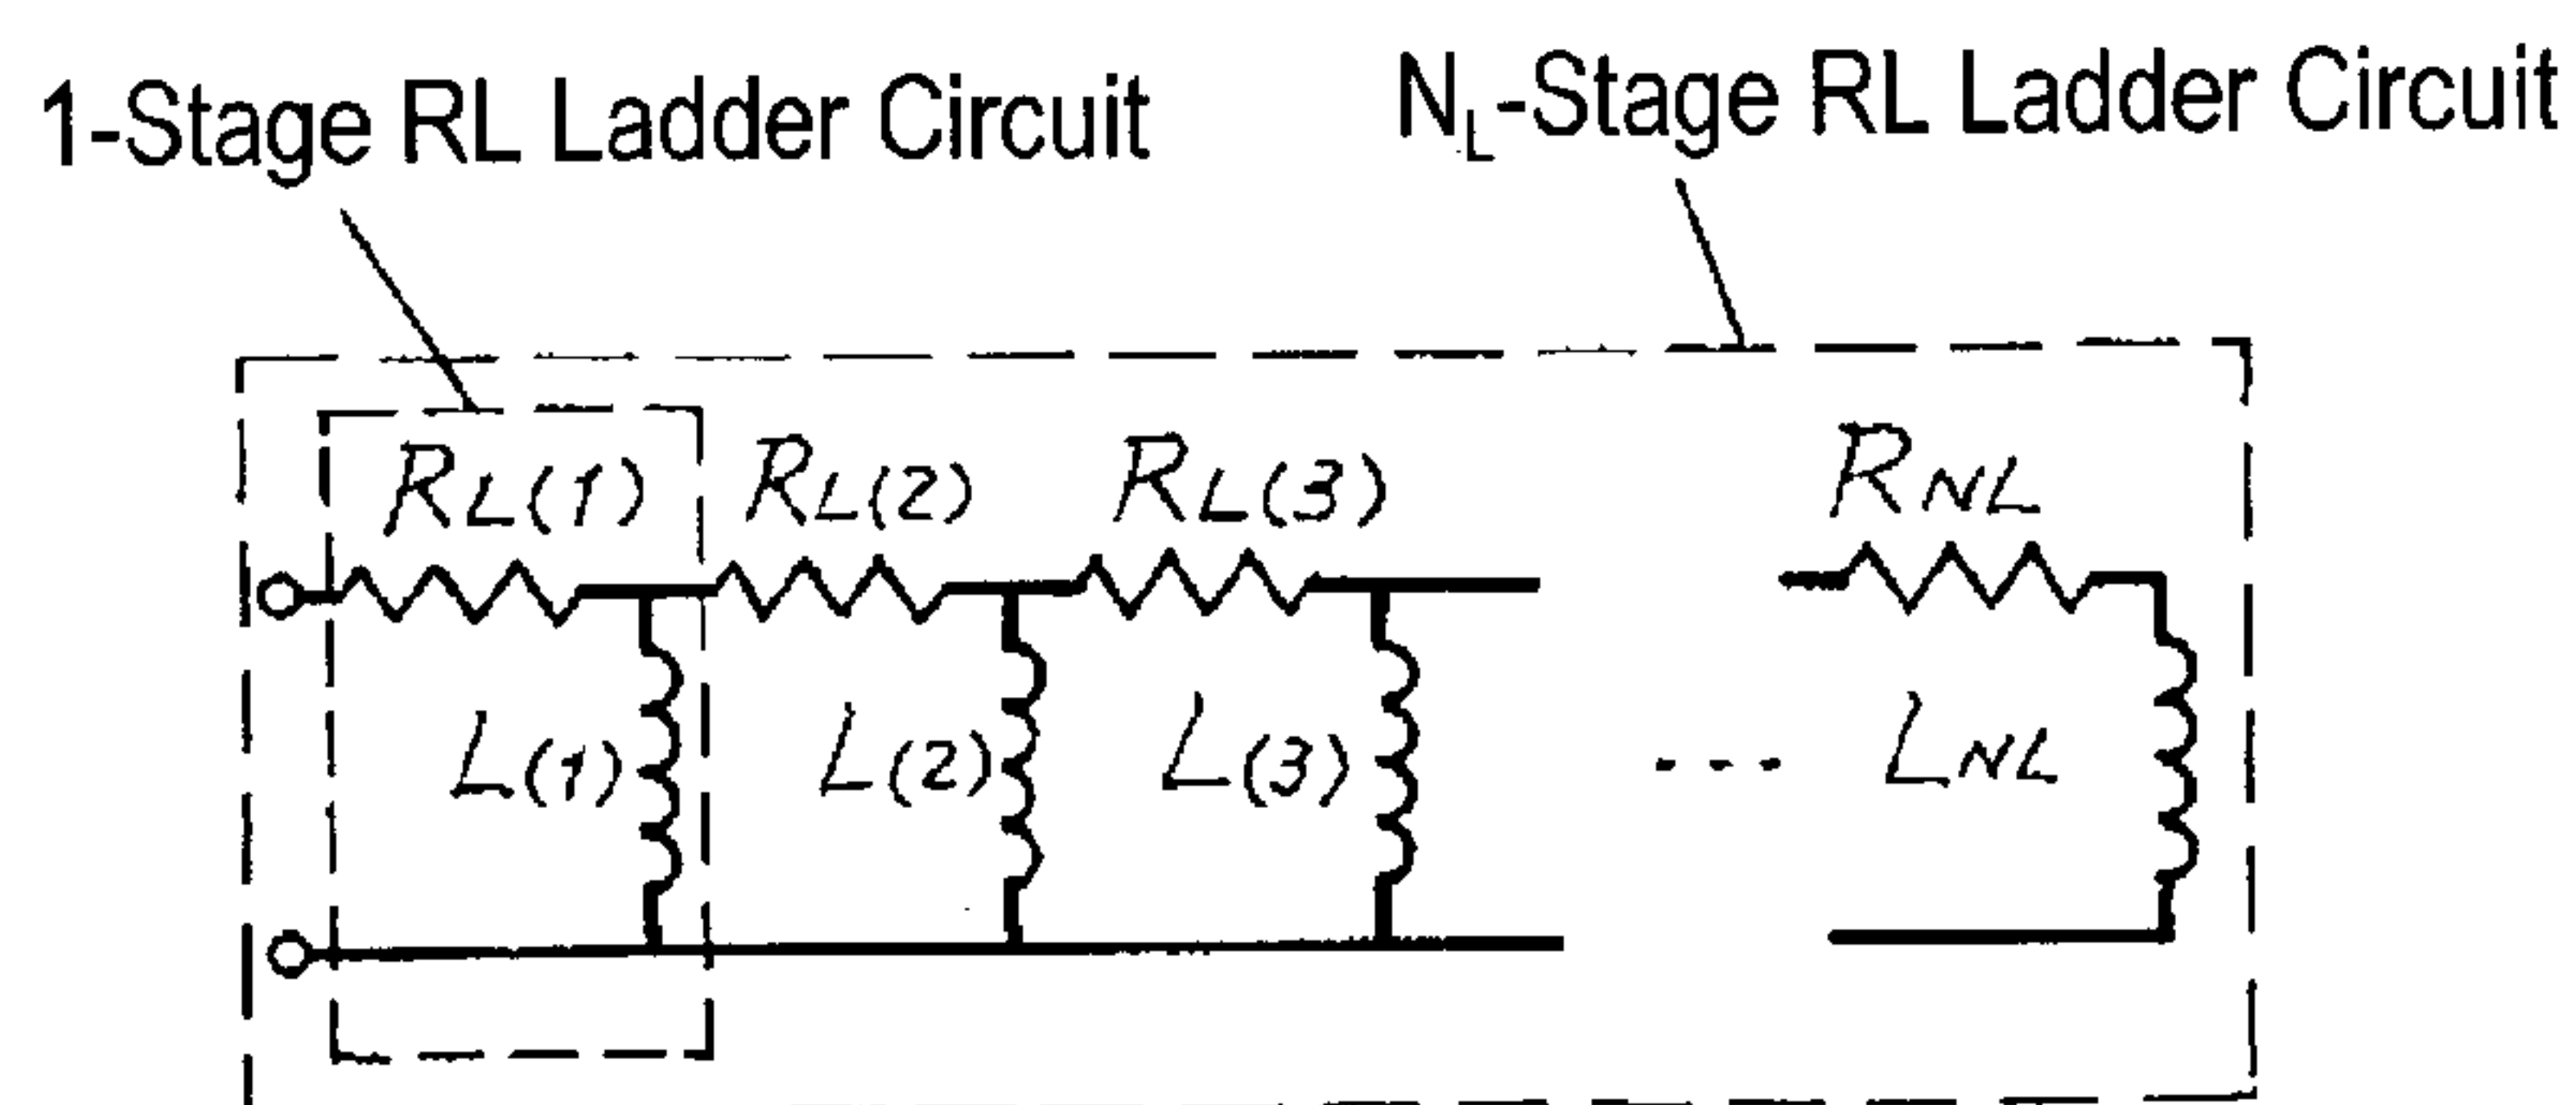 1-Stage RL Ladder Circuit
NL-Stage RL Ladder Circuit
RL(1) RL(2) RL(3) RNL
L(1) L(2) L(3) ... LNL